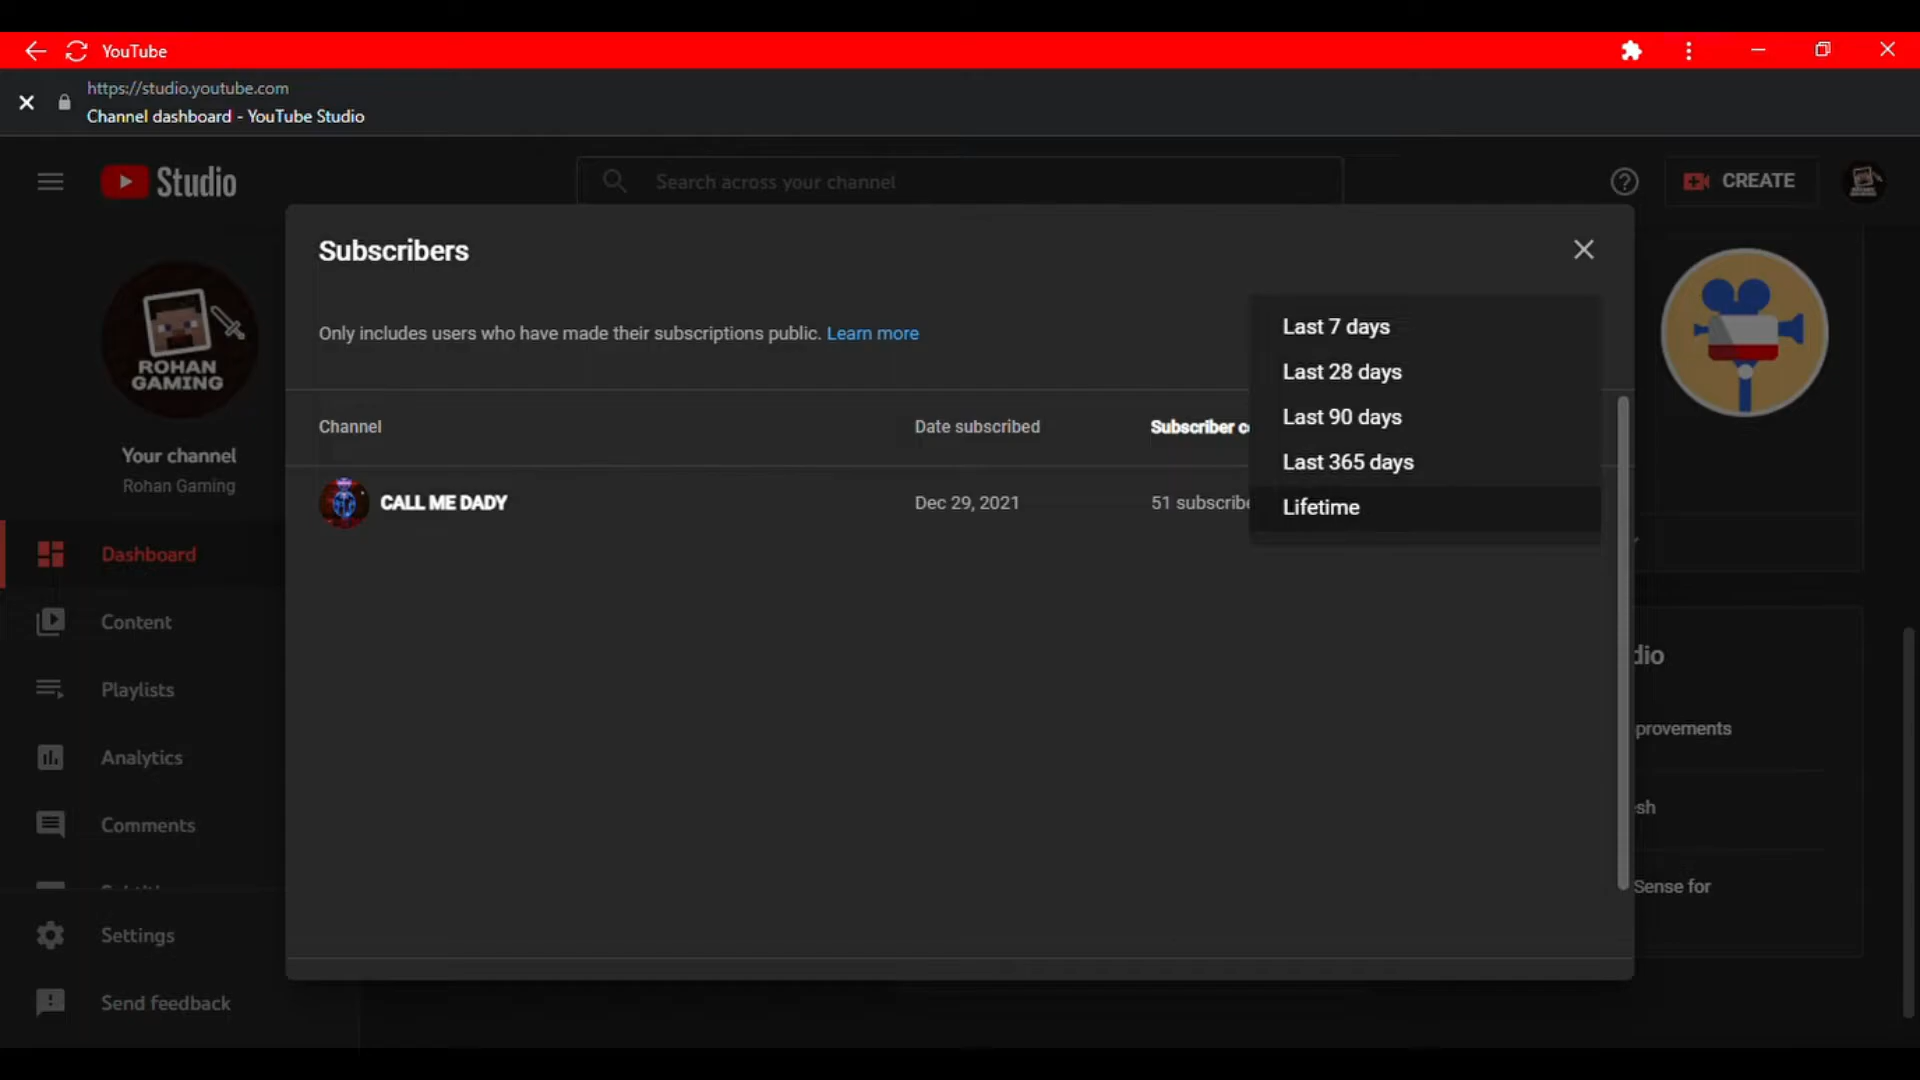 YouTube
https://studio.youtube.com
Channel dashboard - YouTube Studio
Studio
Search across your channel
CREATE
Subscribers
Only includes users who have made their subscriptions public. Learn more
Last 7 days
Last 28 days
Last 90 days
Last 365 days
Lifetime
Channel
Date subscribed
Subscriber
CALL ME DADY
Dec 29, 2021
51
ROHAN
GAMING
Your channel
Rohan Gaming
Dashboard
Content
Playlists
Analytics
Comments
Settings
Send feedback
Sense for